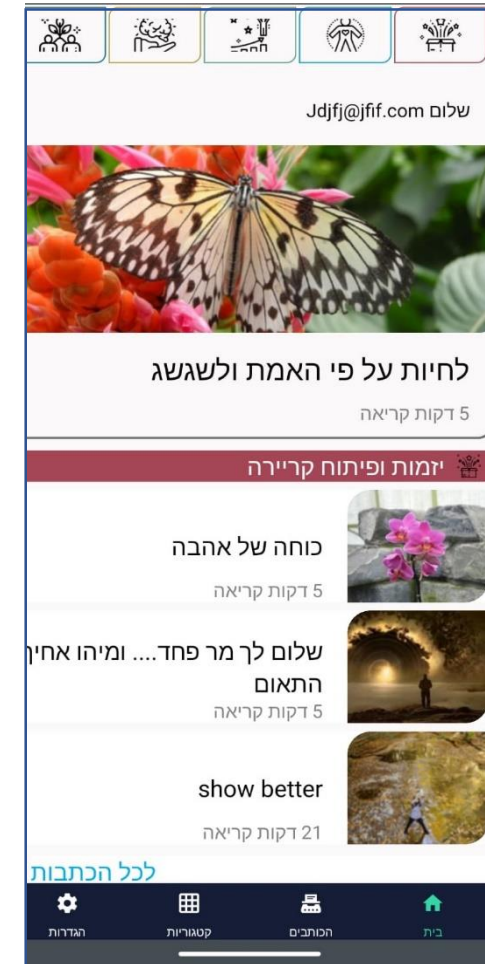 שלום Jdjfj@jfif.com
לחיות על פי האמת ולשגשג
5 דקות קריאה
יזמות ופיתוח קריירה
כוחה של אהבה
5 דקות קריאה
שלום לך מר פחד.... ומיהו אחיך
התאום
5 דקות קריאה
show better
21 דקות קריאה
לכל הכתבות
בית
הכותבים
קטגוריות
הגדרות